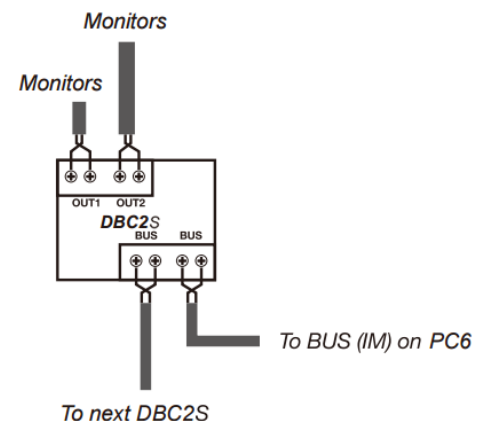 Monitors
Monitors
OUT1 OUT2
DBC2S
BUS BUS
To BUS (IM) on PC6
To next DBC2S